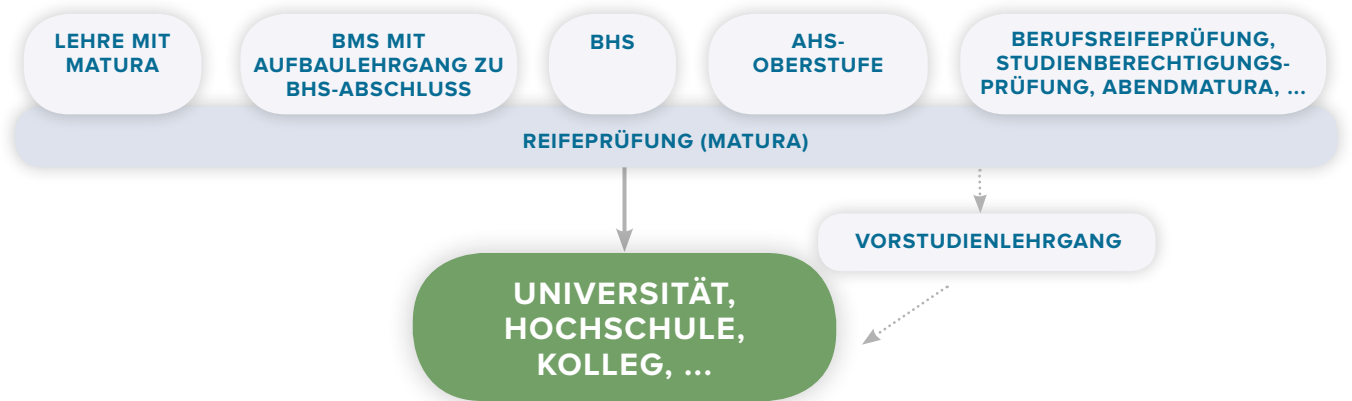 LEHRE MIT
MATURA
BMS MIT
AUFBAULEHRGANG ZU
BHS-ABSCHLUSS
BHS
AHS-
OBERSTUFE
BERUFSREIFEPRÜFUNG,
STUDIENBERECHTIGUNGS-
PRÜFUNG, ABENDMATURA, ...
REIFEPRÜFUNG (MATURA)
VORSTUDIENLEHRGANG
UNIVERSITÄT,
HOCHSCHULE,
KOLLEG, ...